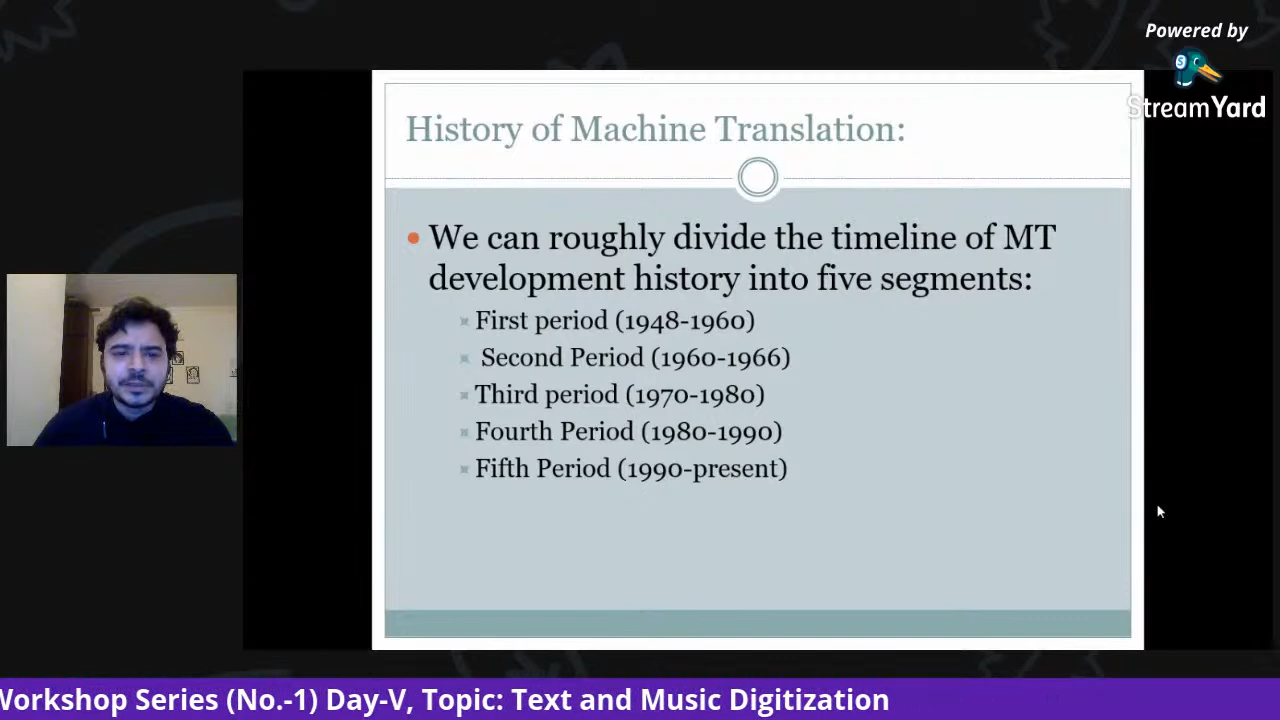 Powered by
StreamYard
History of Machine Translation:
We can roughly divide the timeline of MT
development history into five segments:
First period (1948-1960)
Second Period (1960-1966)
Third period (1970-1980)
Fourth Period (1980-1990)
Fifth Period (1990-present)
Workshop Series (No.-1) Day-V, Topic: Text and Music Digitization